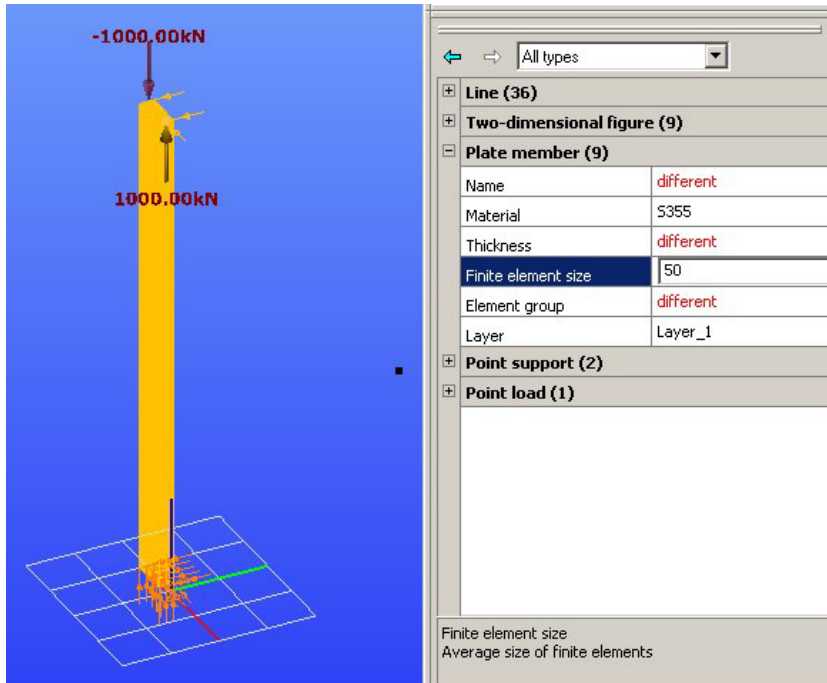 -1000.00kN
1000.00kN
All types
Line (36)
Two-dimensional figure (9)
Plate member (9)
Name different
Material S355
Thickness different
Finite element size 50
Element group different
Layer Layer_1
Point support (2)
Point load (1)
Finite element size
Average size of finite elements